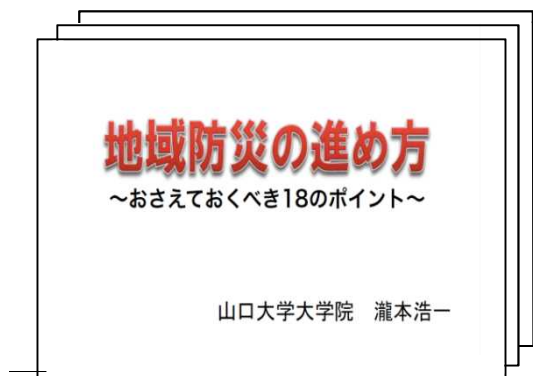 地域防災の進め方
～おさえておくべき18のポイント～
山口大学大学院　瀧本浩一